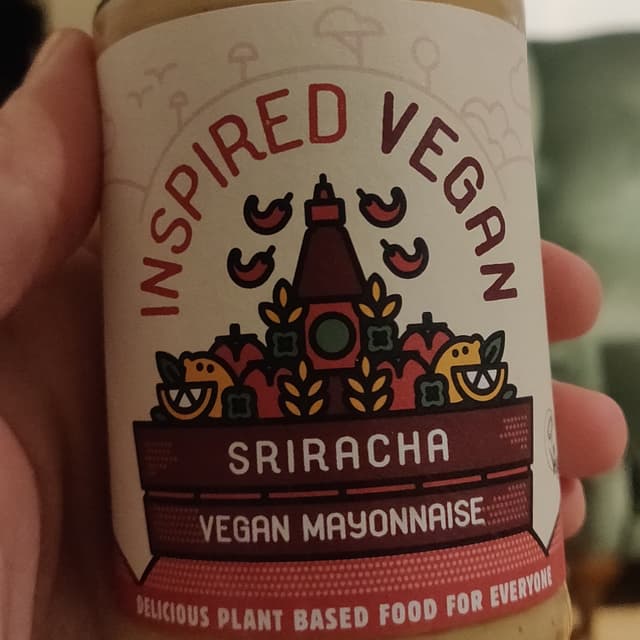 INSPIRED VEGAN
SRIRACHA
VEGAN MAYONNAISE
DELICIOUS PLANT BASED FOOD FOR EVERYONE